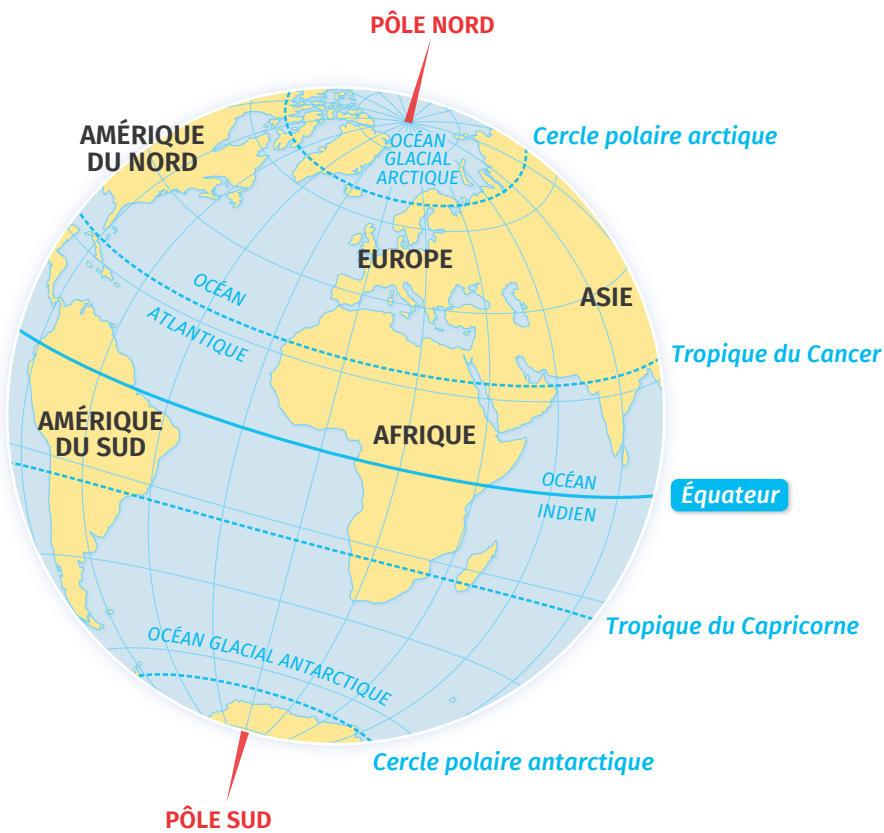 PÔLE NORD
AMÉRIQUE
DU NORD
Cercle polaire arctique
OCÉAN
GLACIAL
ARCTIQUE
EUROPE
ASIE
OCÉAN
ATLANTIQUE
Tropique du Cancer
AMÉRIQUE
DU SUD
AFRIQUE
OCÉAN
INDIEN
Équateur
Tropique du Capricorne
OCÉAN GLACIAL ANTARCTIQUE
Cercle polaire antarctique
PÔLE SUD